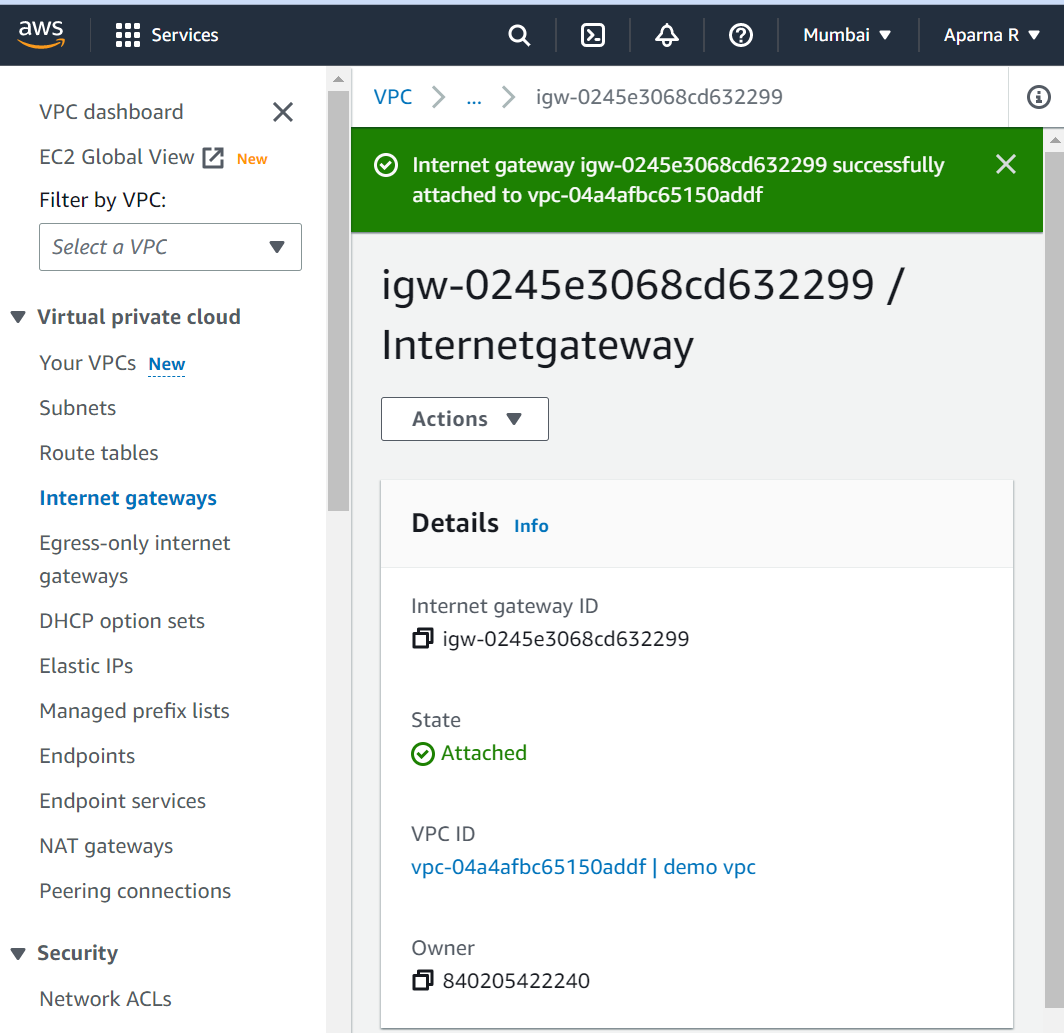 aws
Services
Mumbai
Aparna R
VPC dashboard
EC2 Global View New
Filter by VPC:
Select a VPC
Virtual private cloud
Your VPCs New
Subnets
Route tables
Internet gateways
Egress-only internet
gateways
DHCP option sets
Elastic IPs
Managed prefix lists
Endpoints
Endpoint services
NAT gateways
Peering connections
Security
Network ACLs
VPC
...
igw-0245e3068cd632299
Internet gateway igw-0245e3068cd632299 successfully
attached to vpc-04a4afbc65150addf
igw-0245e3068cd632299 /
Internetgateway
Actions
Details Info
Internet gateway ID
igw-0245e3068cd632299
State
Attached
VPC ID
vpc-04a4afbc65150addf | demo vpc
Owner
840205422240